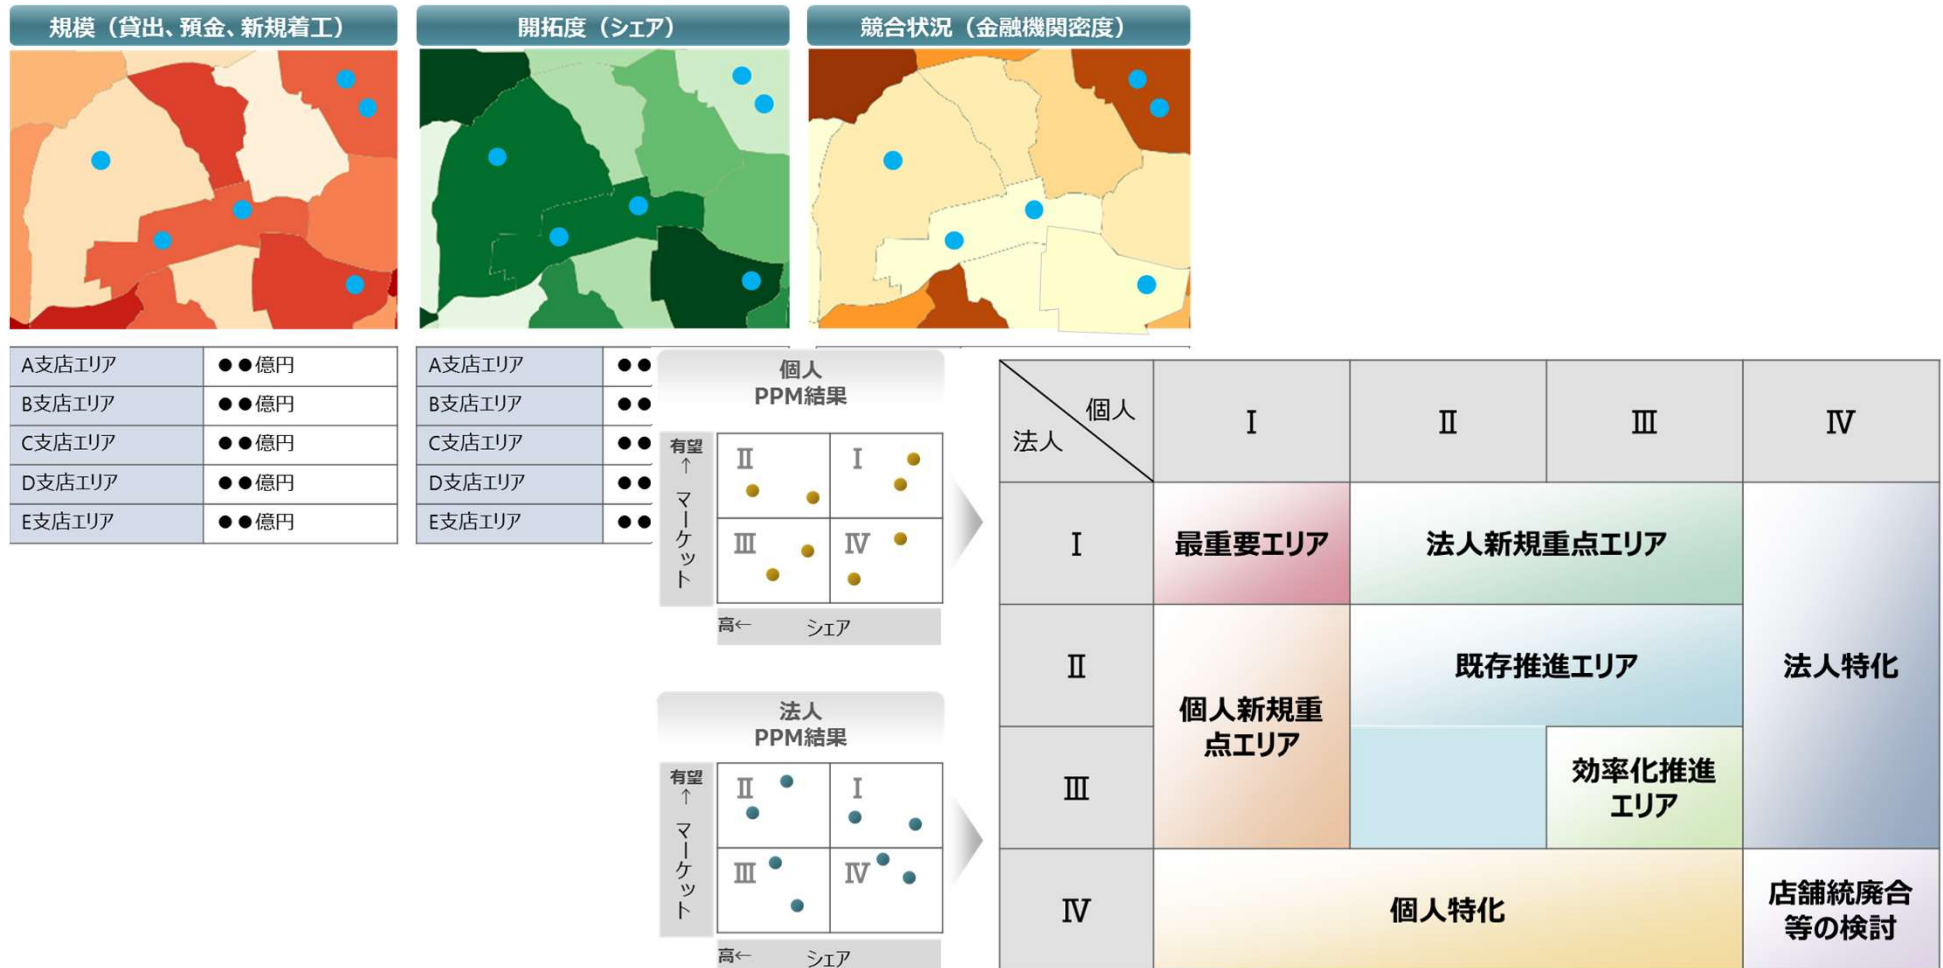 規模（貸出、預金、新規着工）
開拓度（シェア）
競合状況（金融機関密度）
A支店エリア ●●億円
B支店エリア ●●億円
C支店エリア ●●億円
D支店エリア ●●億円
E支店エリア ●●億円
A支店エリア ●●
B支店エリア ●●
C支店エリア ●●
D支店エリア ●●
E支店エリア ●●
個人
PPM結果
有望
↑
マーケット
Ⅱ Ⅰ
Ⅲ Ⅳ
高← シェア
法人
PPM結果
有望
↑
マーケット
Ⅱ Ⅰ
Ⅲ Ⅳ
高← シェア
個人
法人
Ⅰ Ⅱ Ⅲ Ⅳ
Ⅰ
最重要エリア
法人新規重点エリア
Ⅱ
個人新規重
点エリア
既存推進エリア
法人特化
Ⅲ
効率化推進
エリア
Ⅳ
個人特化
店舗統廃合
等の検討